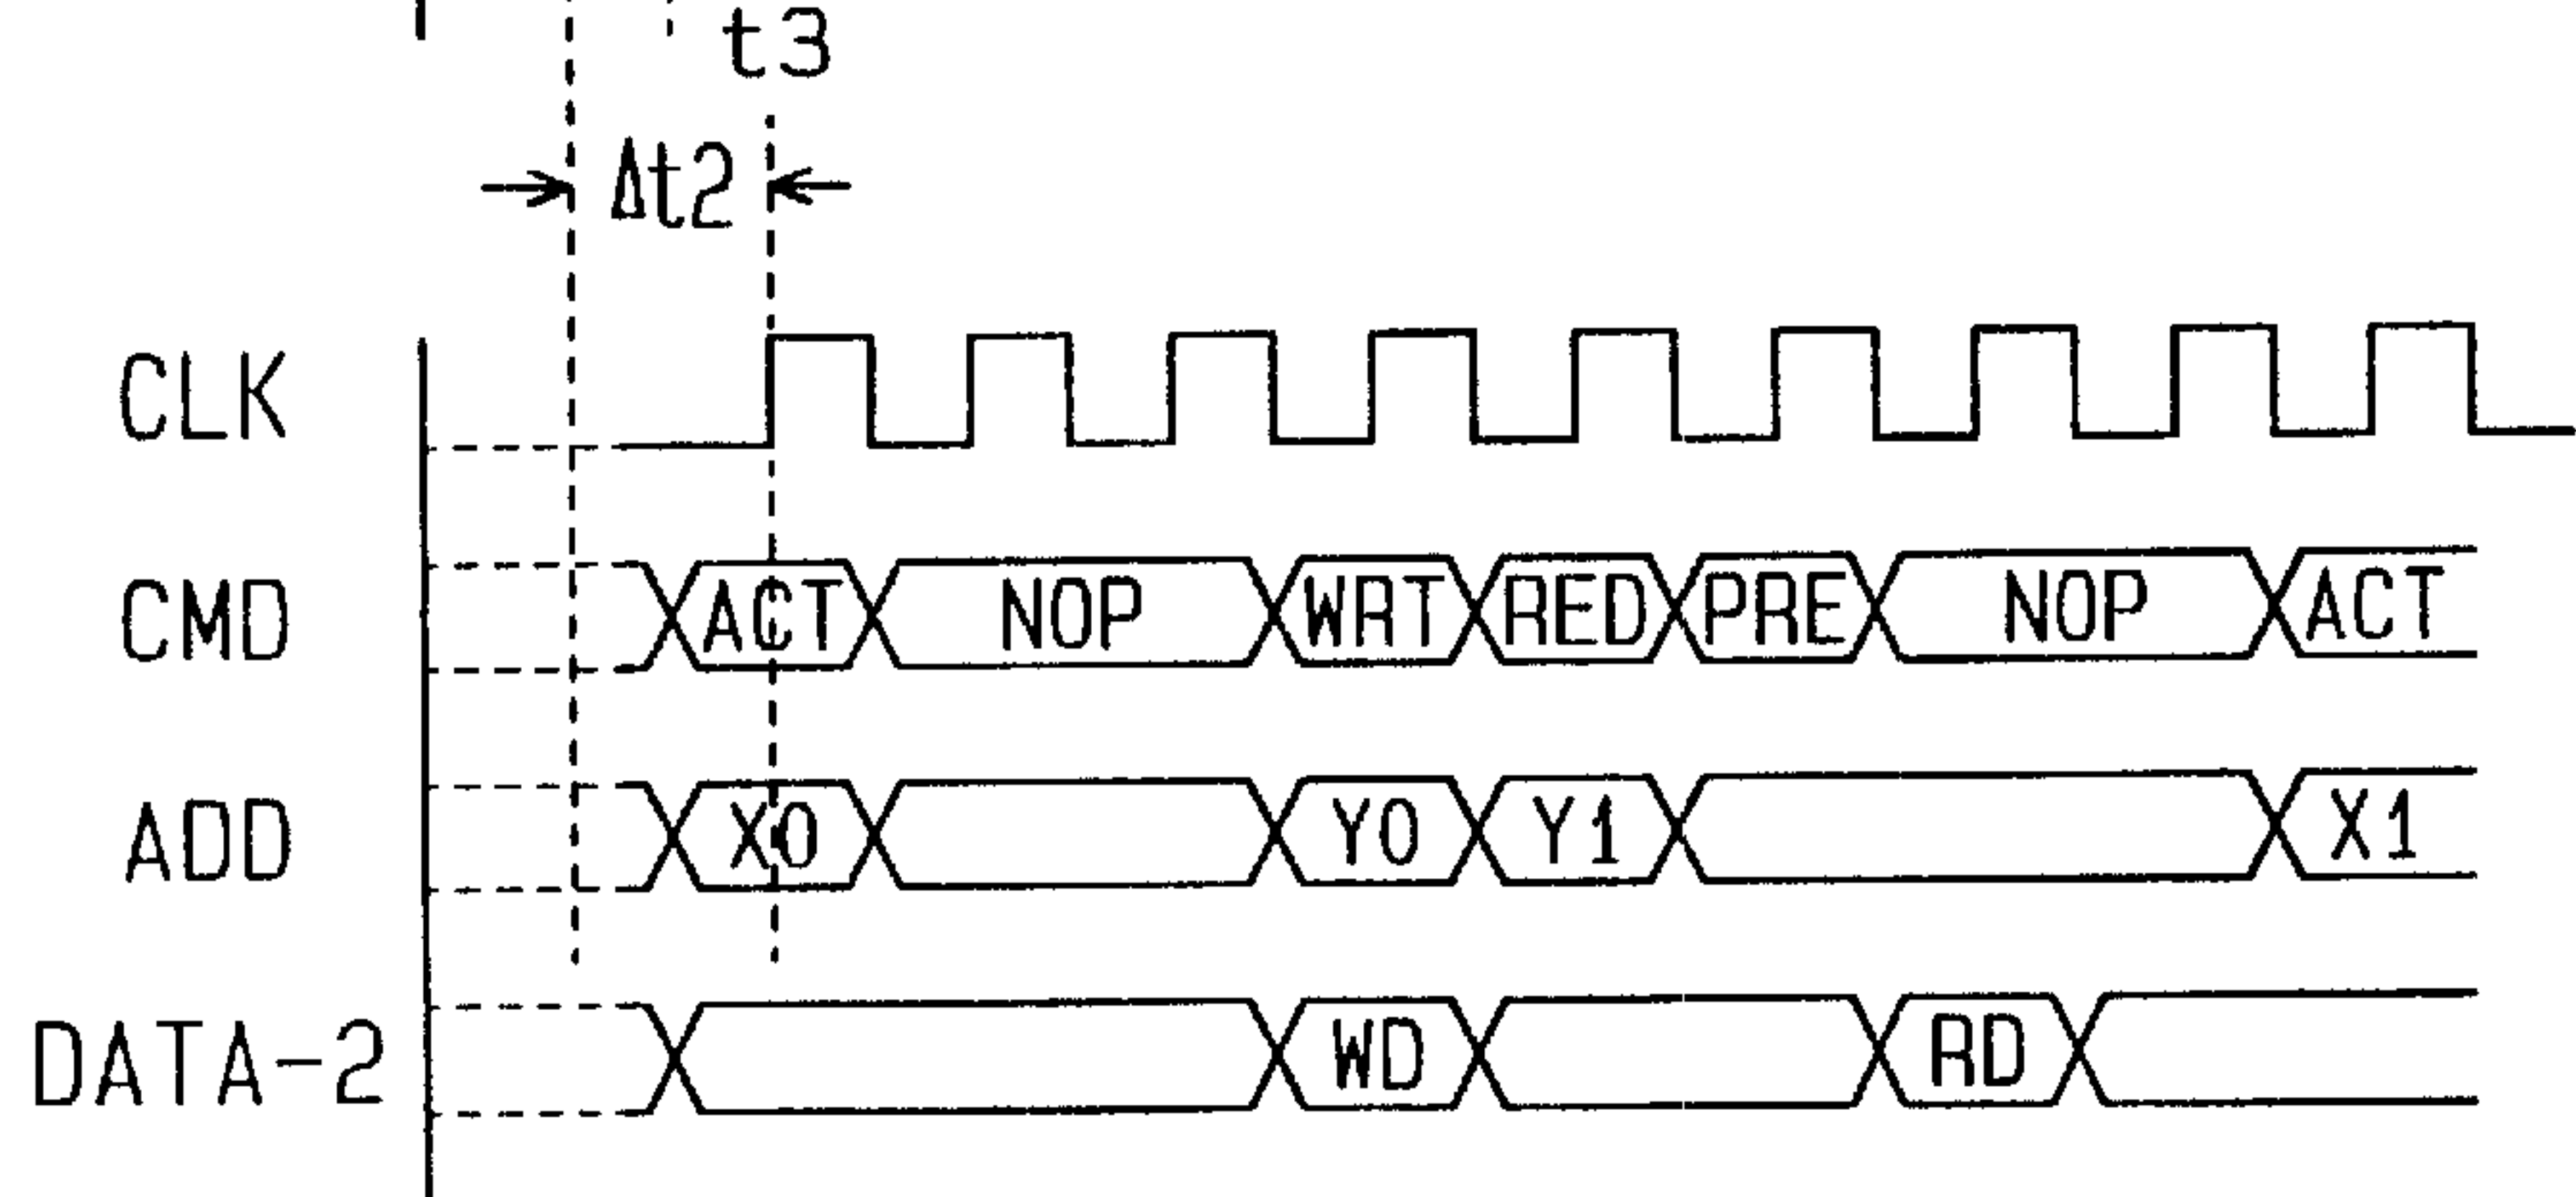 t3
Δt2
CLK
CMD ACT NOP WRT RED PRE NOP ACT
ADD X0 Y0 Y1 X1
DATA-2 WD RD